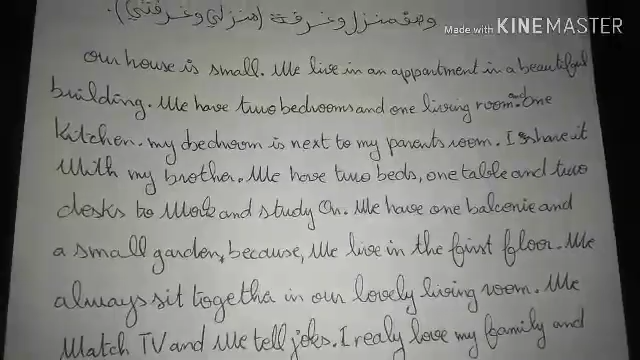 وصف منزل وغرفة (منزلي وغرفتي).
Made with KINEMASTER
our house is small. We live in an appartment in a beautiful
building. We have two bedrooms and one living room. and one
kitchen. my bedroom is next to my parents room. I share it
With my brother. We have two beds, one table and two
desks to Work and study On. We have one balconie and
a small garden, because, We live in the first floor. We
always sit togetha in our lovely living room. We
Watch TV and We tell jokes. I realy love my family and